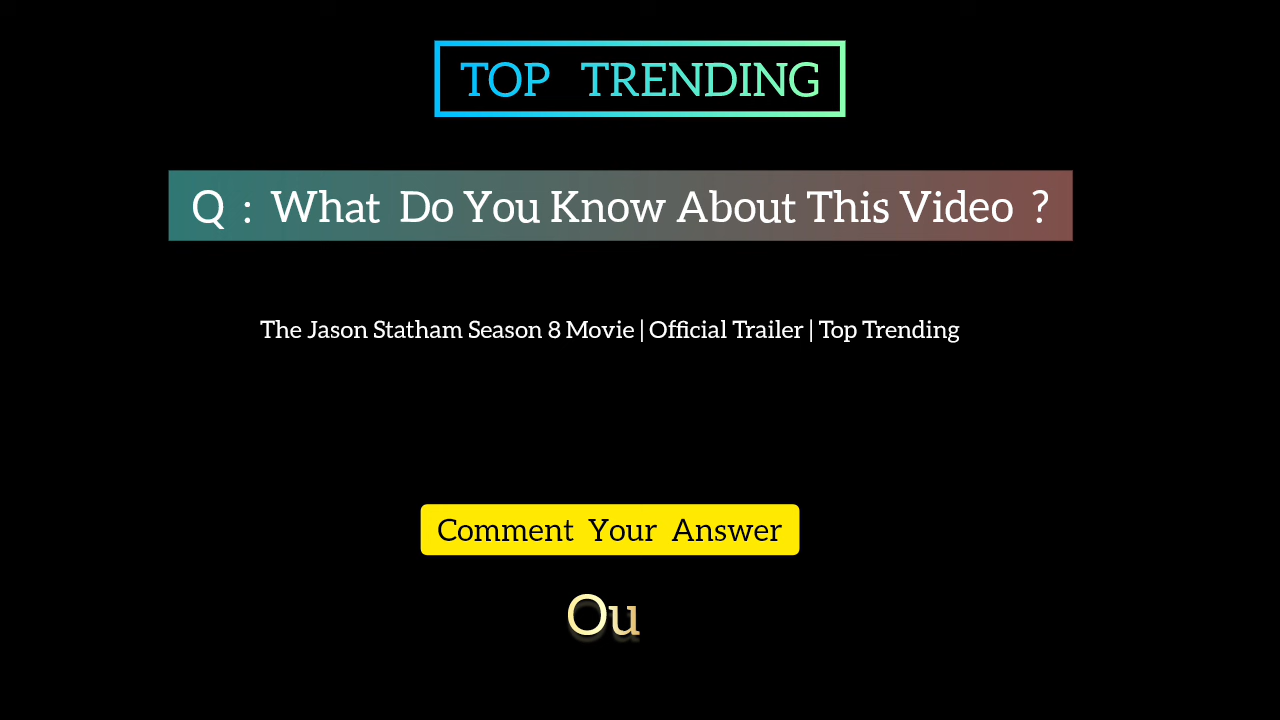 TOP TRENDING
Q : What Do You Know About This Video ?
The Jason Statham Season 8 Movie | Official Trailer | Top Trending
Comment Your Answer
Ou